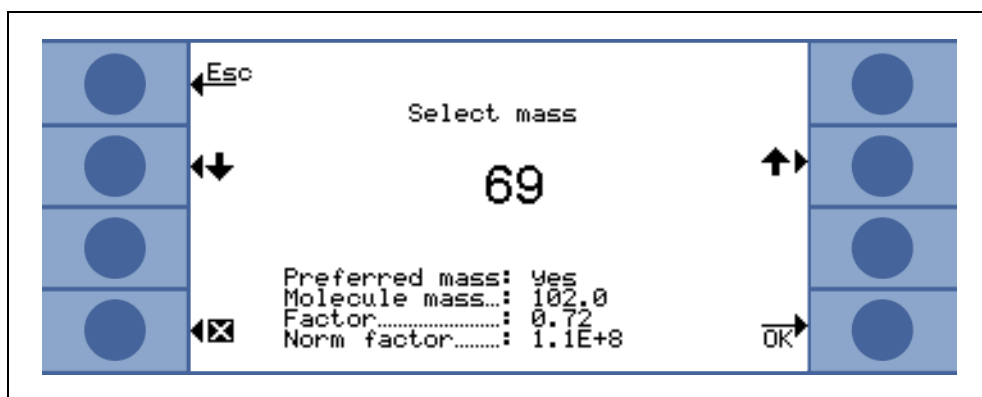 Esc
Select mass
69
Preferred mass: yes
Molecule mass…: 102.0
Factor……………………: 0.72
Norm factor………: 1.1E+8
OK